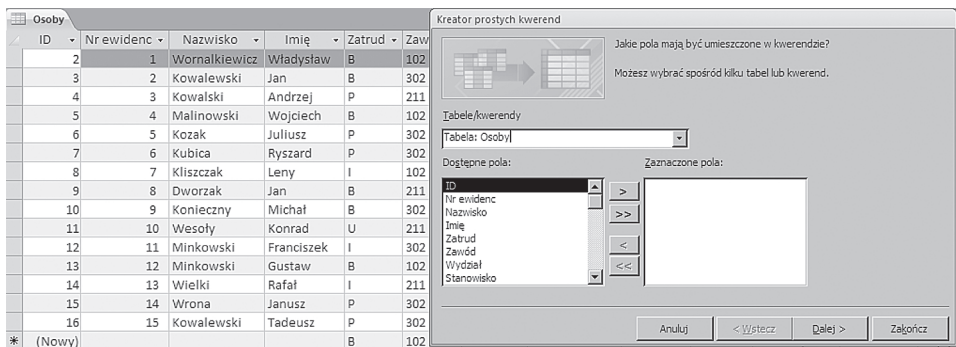 Osoby
ID Nr ewidenc Nazwisko Imię Zatrud Zaw
2 1 Wornalkiewicz Władysław B 102
3 2 Kowalewski Jan B 302
4 3 Kowalski Andrzej P 211
5 4 Malinowski Wojciech B 102
6 5 Kozak Juliusz P 302
7 6 Kubica Ryszard P 302
8 7 Kliszczak Leny I 102
9 8 Dworzak Jan B 211
10 9 Konieczny Michał B 302
11 10 Wesoły Konrad U 211
12 11 Minkowski Franciszek I 302
13 12 Minkowski Gustaw B 102
14 13 Wielki Rafał I 211
15 14 Wrona Janusz P 302
16 15 Kowalewski Tadeusz P 302
* (Nowy) B 102
Kreator prostych kwerend
Jakie pola mają być umieszczone w kwerendzie?
Możesz wybrać spośród kilku tabel lub kwerend.
Tabele/kwerendy
Tabela: Osoby
Dostępne pola:
Zaznaczone pola:
ID
Nr ewidenc
Nazwisko
Imię
Zatrud
Zawód
Wydział
Stanowisko
>
>>
<
<<
Anuluj
< Wstecz
Dalej >
Zakończ